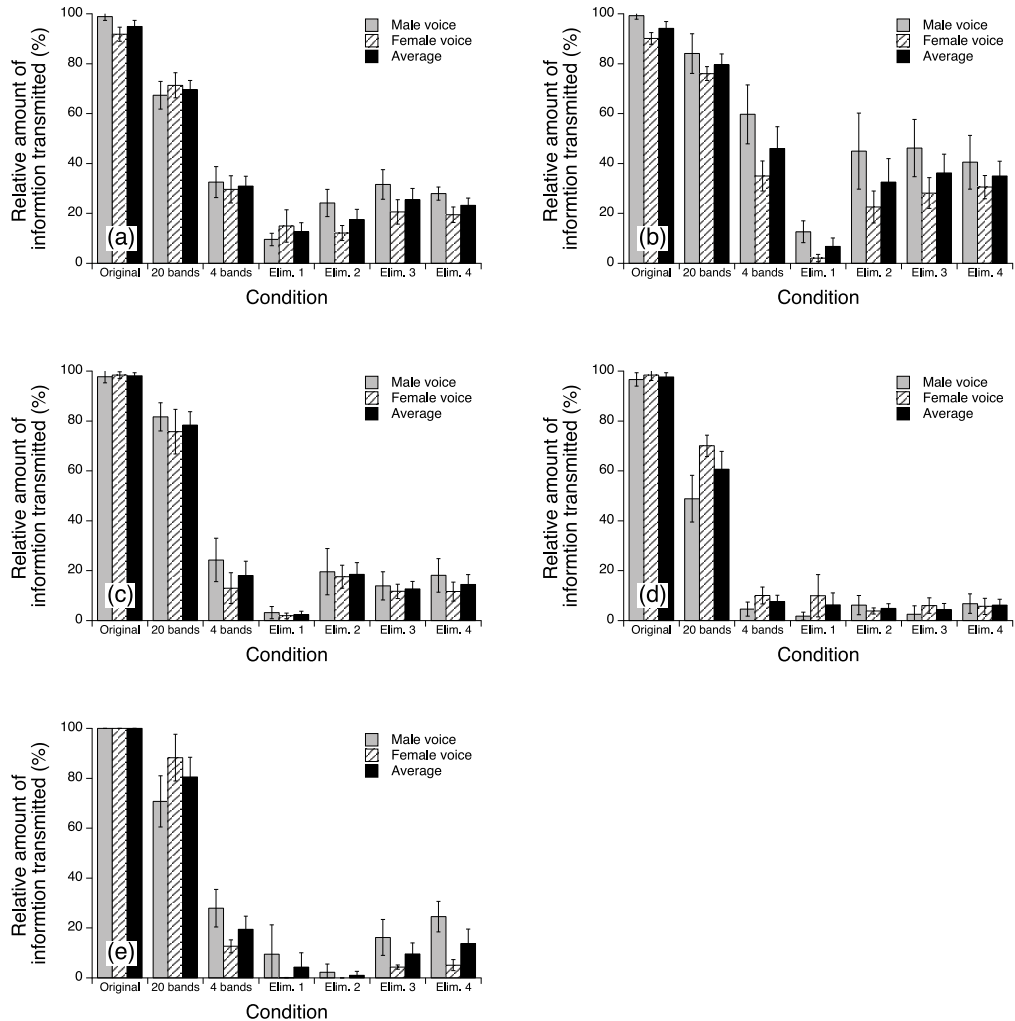 Relative amount of
informtion transmitted (%)
100
80
60
40
20
0
(a)
Male voice
Female voice
Average
Original 20 bands 4 bands Elim. 1 Elim. 2 Elim. 3 Elim. 4
Condition
Relative amount of
informtion transmitted (%)
100
80
60
40
20
0
(b)
Male voice
Female voice
Average
Original 20 bands 4 bands Elim. 1 Elim. 2 Elim. 3 Elim. 4
Condition
Relative amount of
informtion transmitted (%)
100
80
60
40
20
0
(c)
Male voice
Female voice
Average
Original 20 bands 4 bands Elim. 1 Elim. 2 Elim. 3 Elim. 4
Condition
Relative amount of
informtion transmitted (%)
100
80
60
40
20
0
(d)
Male voice
Female voice
Average
Original 20 bands 4 bands Elim. 1 Elim. 2 Elim. 3 Elim. 4
Condition
Relative amount of
informtion transmitted (%)
100
80
60
40
20
0
(e)
Male voice
Female voice
Average
Original 20 bands 4 bands Elim. 1 Elim. 2 Elim. 3 Elim. 4
Condition